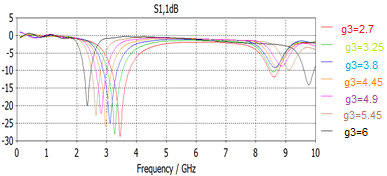 S1,1dB
5
0
-5
-10
-15
-20
-25
-30
0 1 2 3 4 5 6 7 8 9 10
Frequency / GHz
g3=2.7
g3=3.25
g3=3.8
g3=4.45
g3=4.9
g3=5.45
g3=6